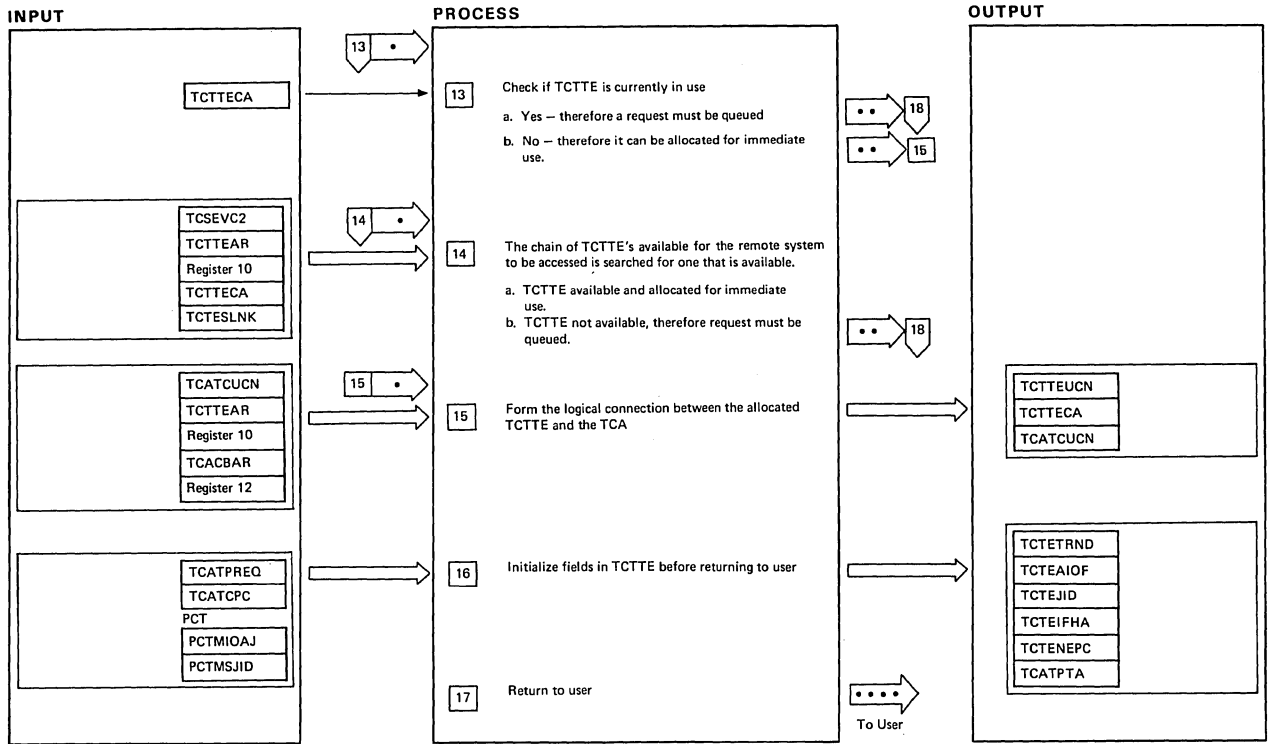 INPUT
PROCESS
OUTPUT
13
TCTTECA
13
Check if TCTTE is currently in use
a. Yes — therefore a request must be queued
b. No — therefore it can be allocated for immediate
use.
18
15
TCSEVC2
TCTTEAR
Register 10
TCTTECA
TCTESLNK
14
14
The chain of TCTTE's available for the remote system
to be accessed is searched for one that is available.
a. TCTTE available and allocated for immediate
use.
b. TCTTE not available, therefore request must be
queued.
18
TCATCUCN
TCTTEAR
Register 10
TCACBAR
Register 12
15
15
Form the logical connection between the allocated
TCTTE and the TCA
TCTTEUCN
TCTTECA
TCATCUCN
TCATPREQ
TCATCPC
PCT
PCTMIOAJ
PCTMSJID
16
Initialize fields in TCTTE before returning to user
TCTETRND
TCTEAIOF
TCTEJID
TCTEIFHA
TCTENEPC
TCATPTA
17
Return to user
To User